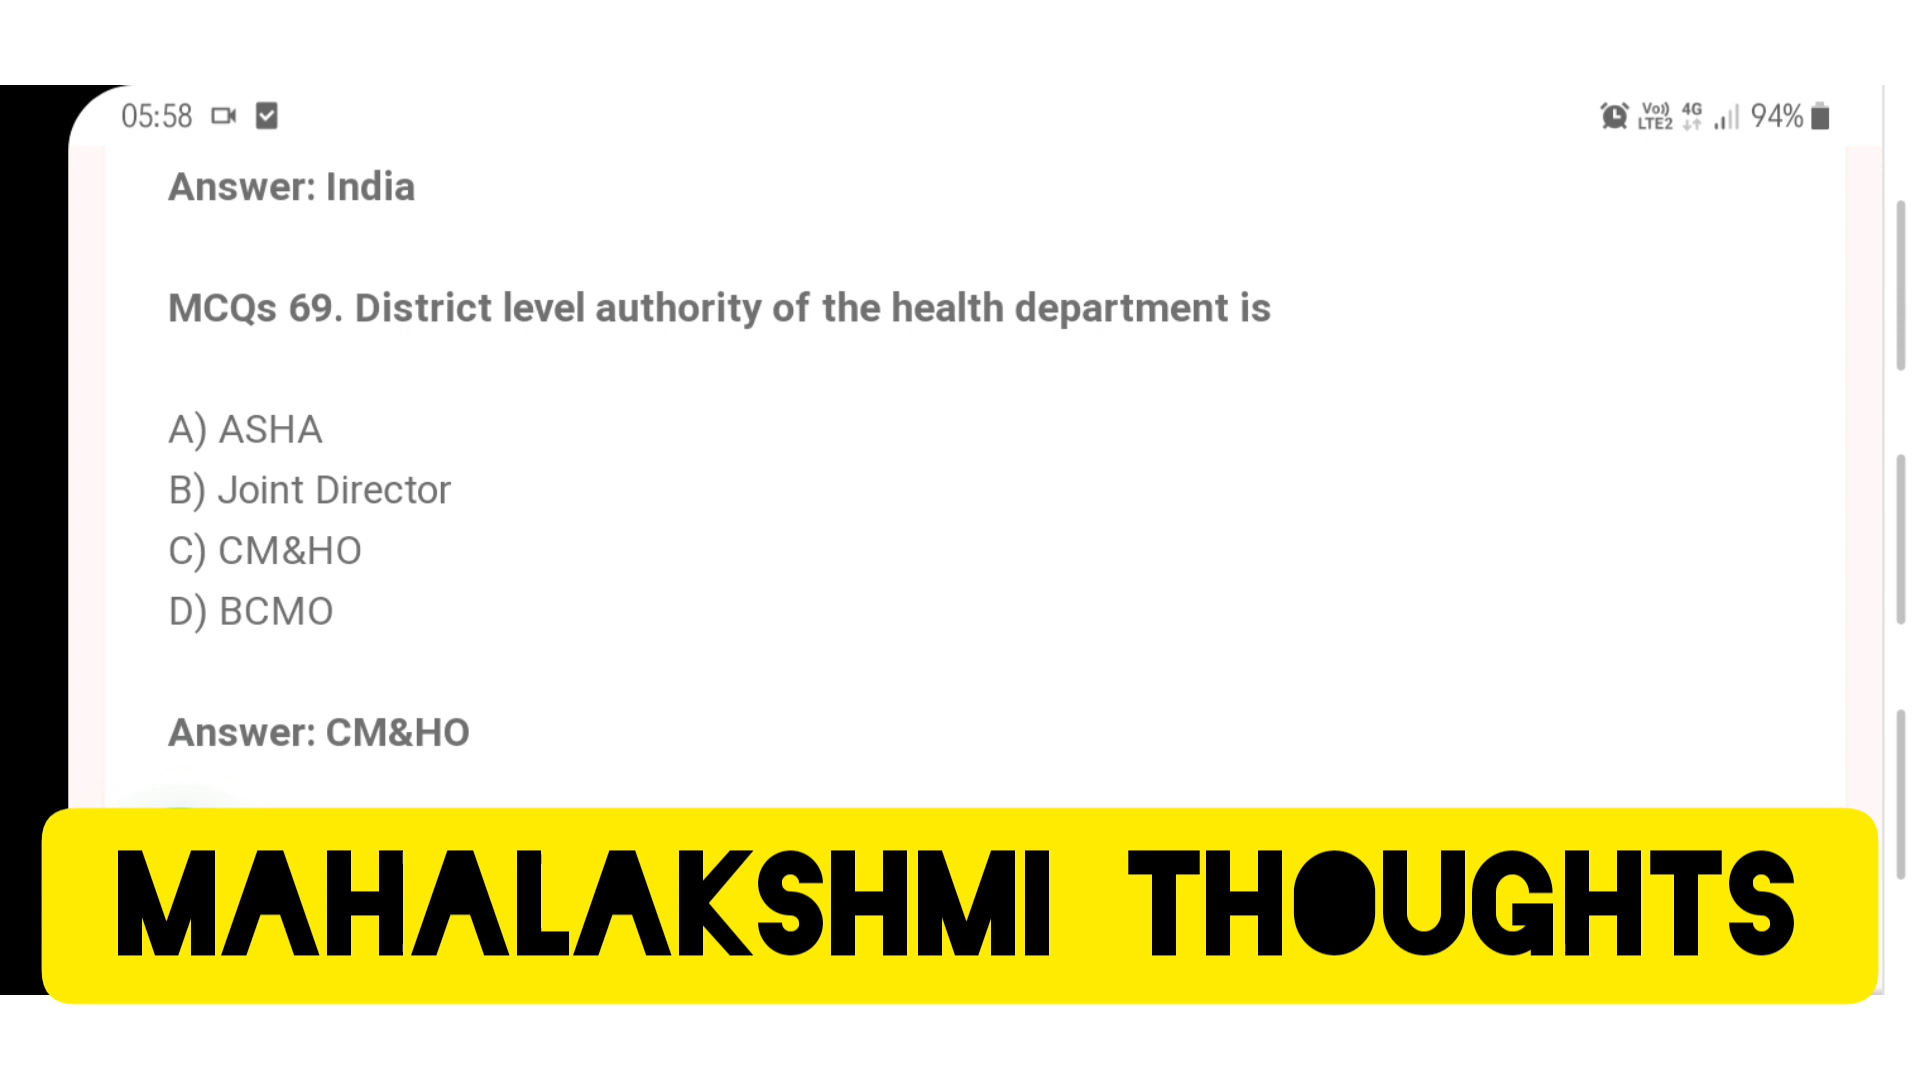 05:58
Vo)) LTE2 4G 94%
Answer: India
MCQs 69. District level authority of the health department is
A) ASHA
B) Joint Director
C) CM&HO
D) BCMO
Answer: CM&HO
MAHALAKSHMI THOUGHTS